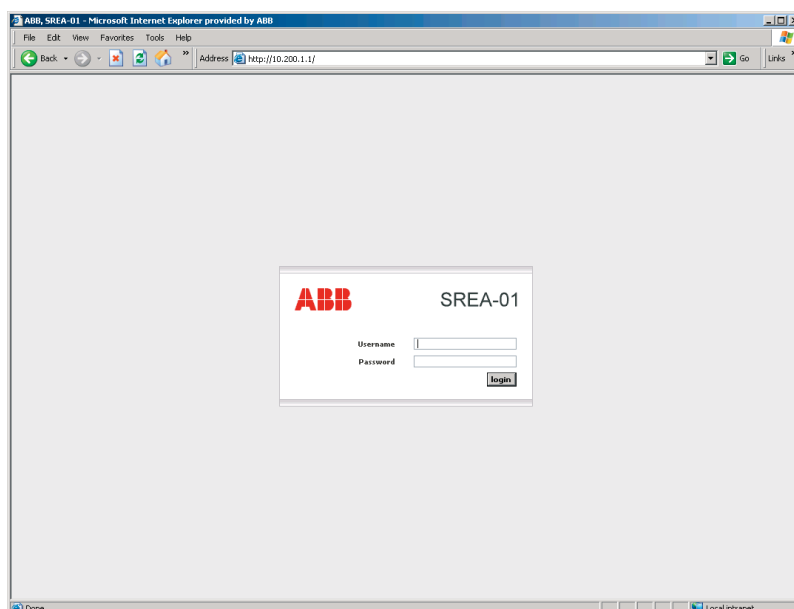 ABB, SREA-01 - Microsoft Internet Explorer provided by ABB
File Edit View Favorites Tools Help
Back » Address http://10.200.1.1/ Go Links
ABB SREA-01
Username
Password
login
Done Local intranet